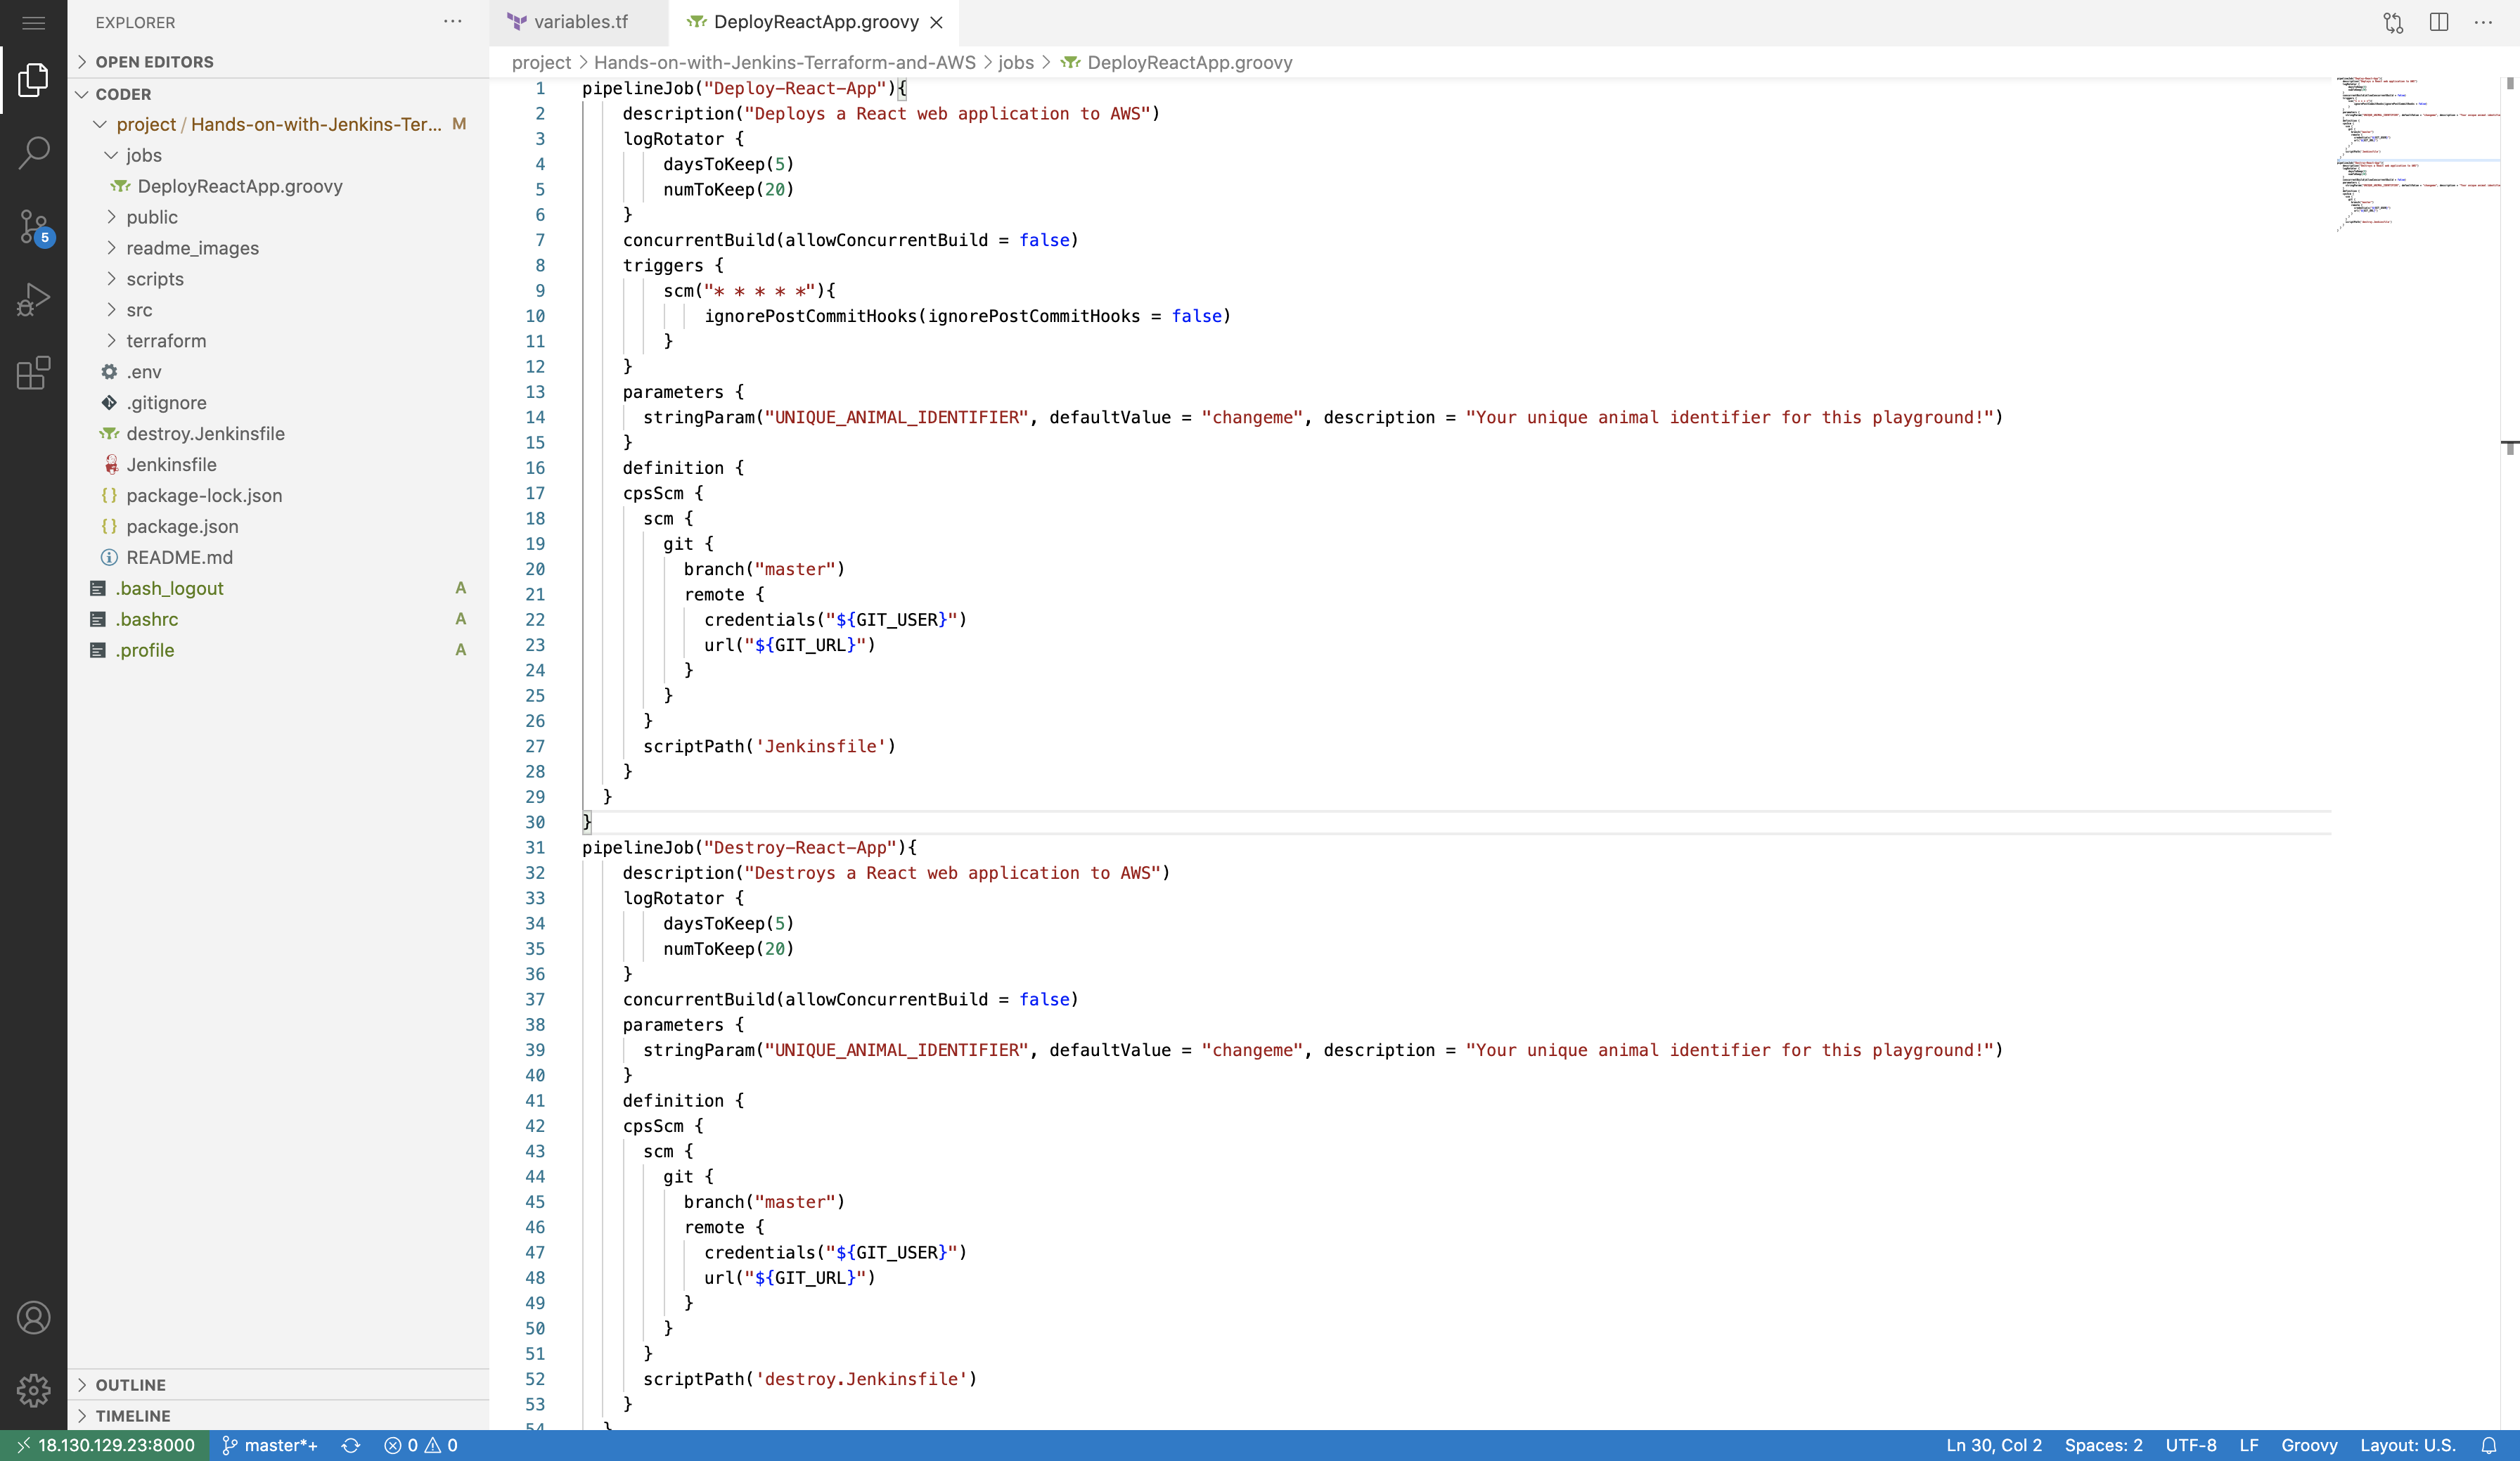 EXPLORER
OPEN EDITORS
CODER
project / Hands-on-with-Jenkins-Ter... M
jobs
DeployReactApp.groovy
public
readme_images
scripts
src
terraform
.env
.gitignore
destroy.Jenkinsfile
Jenkinsfile
package-lock.json
package.json
README.md
.bash_logout A
.bashrc A
.profile A
OUTLINE
TIMELINE
5
variables.tf
DeployReactApp.groovy
project > Hands-on-with-Jenkins-Terraform-and-AWS > jobs > DeployReactApp.groovy
1 pipelineJob("Deploy-React-App"){
2 description("Deploys a React web application to AWS")
3 logRotator {
4 daysToKeep(5)
5 numToKeep(20)
6 }
7 concurrentBuild(allowConcurrentBuild = false)
8 triggers {
9 scm("* * * * *"){
10 ignorePostCommitHooks(ignorePostCommitHooks = false)
11 }
12 }
13 parameters {
14 stringParam("UNIQUE_ANIMAL_IDENTIFIER", defaultValue = "changeme", description = "Your unique animal identifier for this playground!")
15 }
16 definition {
17 cpsScm {
18 scm {
19 git {
20 branch("master")
21 remote {
22 credentials("${GIT_USER}")
23 url("${GIT_URL}")
24 }
25 }
26 }
27 scriptPath('Jenkinsfile')
28 }
29 }
30 }
31 pipelineJob("Destroy-React-App"){
32 description("Destroys a React web application to AWS")
33 logRotator {
34 daysToKeep(5)
35 numToKeep(20)
36 }
37 concurrentBuild(allowConcurrentBuild = false)
38 parameters {
39 stringParam("UNIQUE_ANIMAL_IDENTIFIER", defaultValue = "changeme", description = "Your unique animal identifier for this playground!")
40 }
41 definition {
42 cpsScm {
43 scm {
44 git {
45 branch("master")
46 remote {
47 credentials("${GIT_USER}")
48 url("${GIT_URL}")
49 }
50 }
51 }
52 scriptPath('destroy.Jenkinsfile')
53 }
54 }
18.130.129.23:8000 master*+ 0 0 Ln 30, Col 2 Spaces: 2 UTF-8 LF Groovy Layout: U.S.